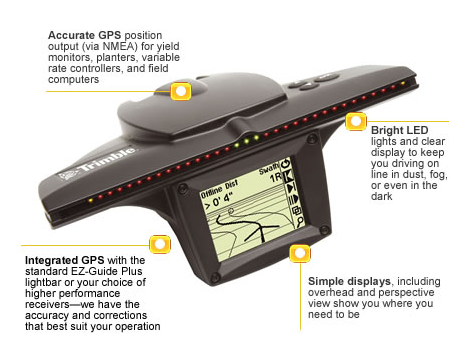 Accurate GPS position
output (via NMEA) for yield
monitors, planters, variable
rate controllers, and field
computers
Bright LED
lights and clear
display to keep
you driving on
line in dust, fog,
or even in the
dark
Trimble
Offline Dist
Swath
> 0' 4"
1R
Integrated GPS with the
standard EZ-Guide Plus
lightbar or your choice of
higher performance
receivers—we have the
accuracy and corrections
that best suit your operation
Simple displays, including
overhead and perspective
view show you where you
need to be